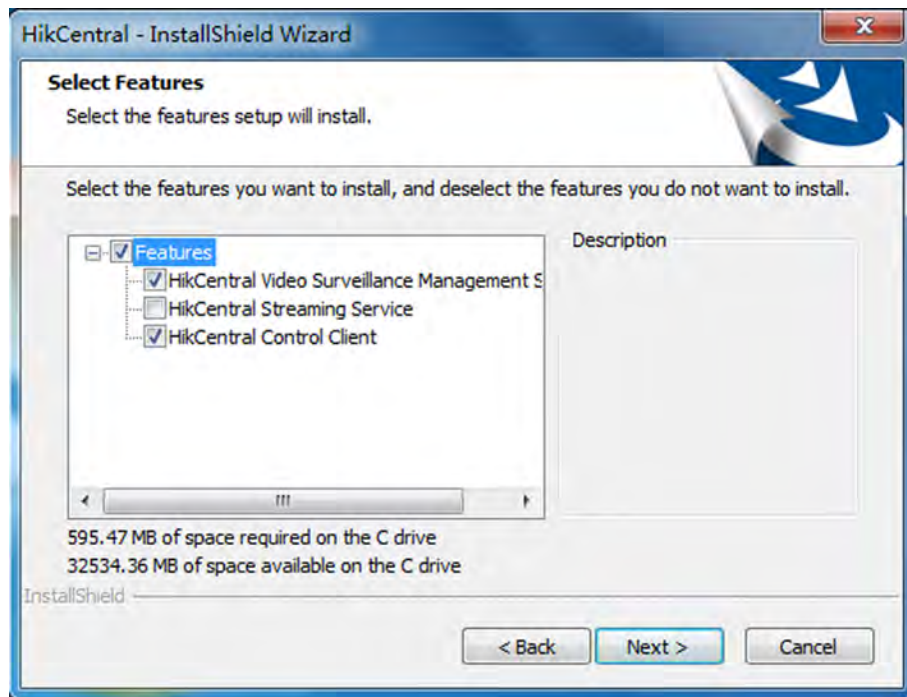 HikCentral - InstallShield Wizard
Select Features
Select the features setup will install.
Select the features you want to install, and deselect the features you do not want to install.
Features
HikCentral Video Surveillance Management S
HikCentral Streaming Service
HikCentral Control Client
Description
595.47 MB of space required on the C drive
32534.36 MB of space available on the C drive
InstallShield
< Back
Next >
Cancel